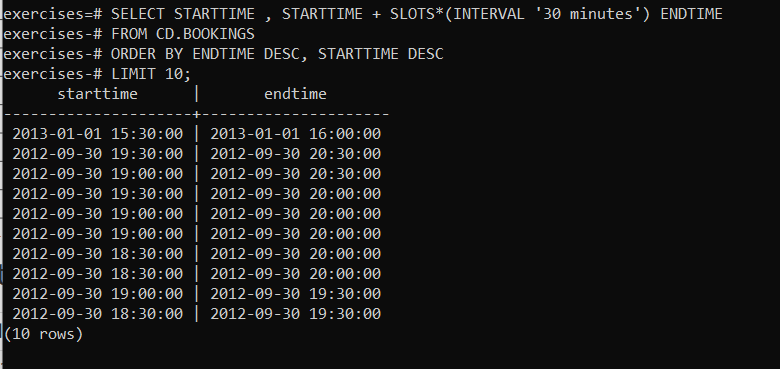 exercises=# SELECT STARTTIME , STARTTIME + SLOTS*(INTERVAL '30 minutes') ENDTIME
exercises-# FROM CD.BOOKINGS
exercises-# ORDER BY ENDTIME DESC, STARTTIME DESC
exercises-# LIMIT 10;
      starttime      |       endtime
---------------------+---------------------
 2013-01-01 15:30:00 | 2013-01-01 16:00:00
 2012-09-30 19:30:00 | 2012-09-30 20:30:00
 2012-09-30 19:00:00 | 2012-09-30 20:30:00
 2012-09-30 19:30:00 | 2012-09-30 20:00:00
 2012-09-30 19:00:00 | 2012-09-30 20:00:00
 2012-09-30 19:00:00 | 2012-09-30 20:00:00
 2012-09-30 18:30:00 | 2012-09-30 20:00:00
 2012-09-30 18:30:00 | 2012-09-30 20:00:00
 2012-09-30 19:00:00 | 2012-09-30 19:30:00
 2012-09-30 18:30:00 | 2012-09-30 19:30:00
(10 rows)